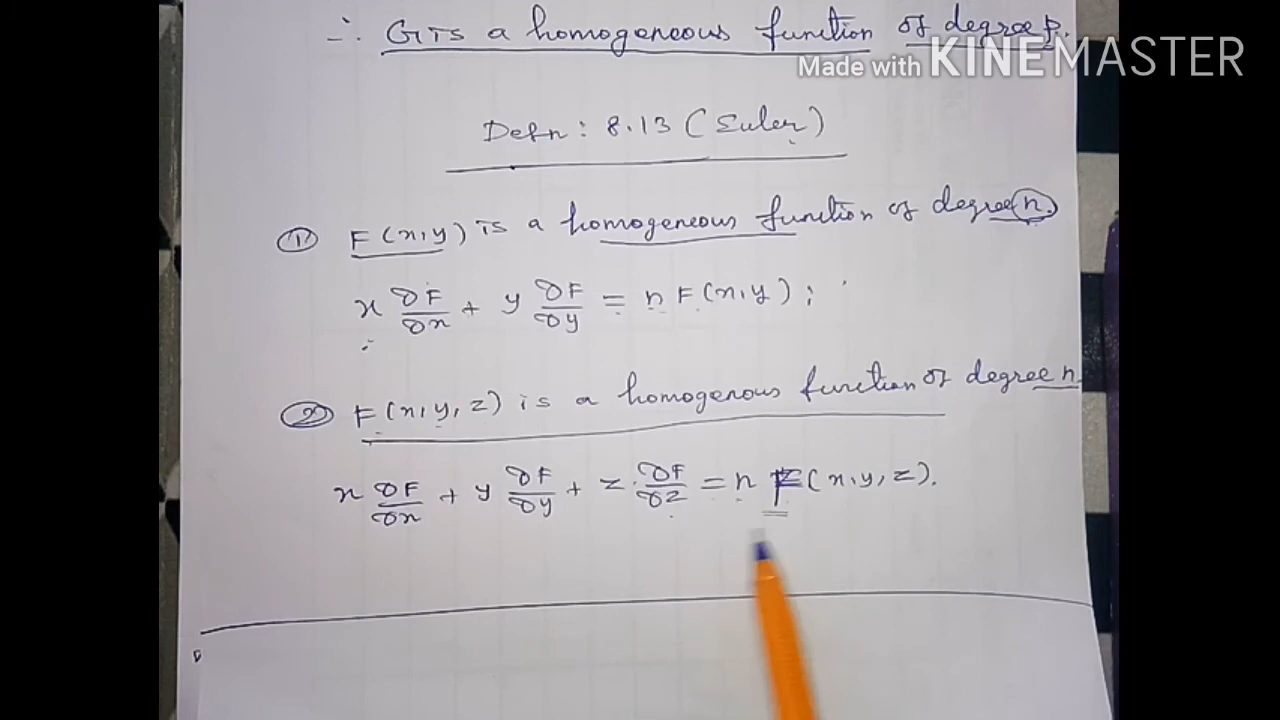 ∴ G is a homogeneous function of degree p.
Made with KINEMASTER
Defn: 8.13 (Euler)
① F(x,y) is a homogeneous function of degree n.
x ∂F/∂x + y ∂F/∂y = n F(x,y);
② F(x,y,z) is a homogenous function of degree n.
x ∂F/∂x + y ∂F/∂y + z ∂F/∂z = n F(x,y,z).